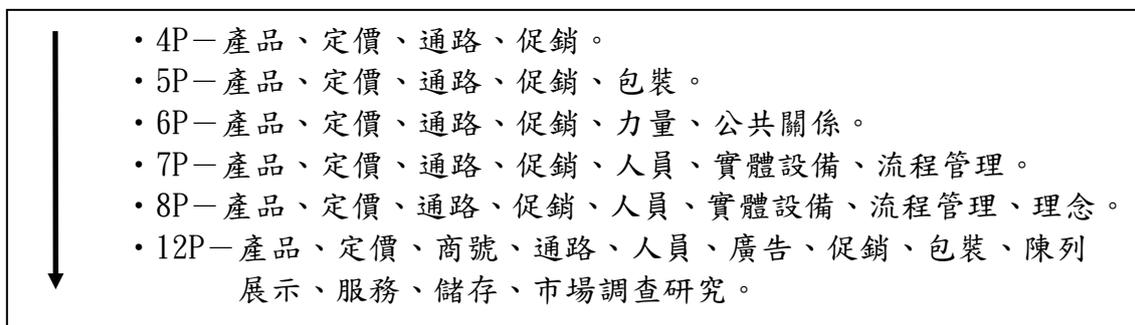 ・4P－產品、定價、通路、促銷。
・5P－產品、定價、通路、促銷、包裝。
・6P－產品、定價、通路、促銷、力量、公共關係。
・7P－產品、定價、通路、促銷、人員、實體設備、流程管理。
・8P－產品、定價、通路、促銷、人員、實體設備、流程管理、理念。
・12P－產品、定價、商號、通路、人員、廣告、促銷、包裝、陳列
展示、服務、儲存、市場調查研究。